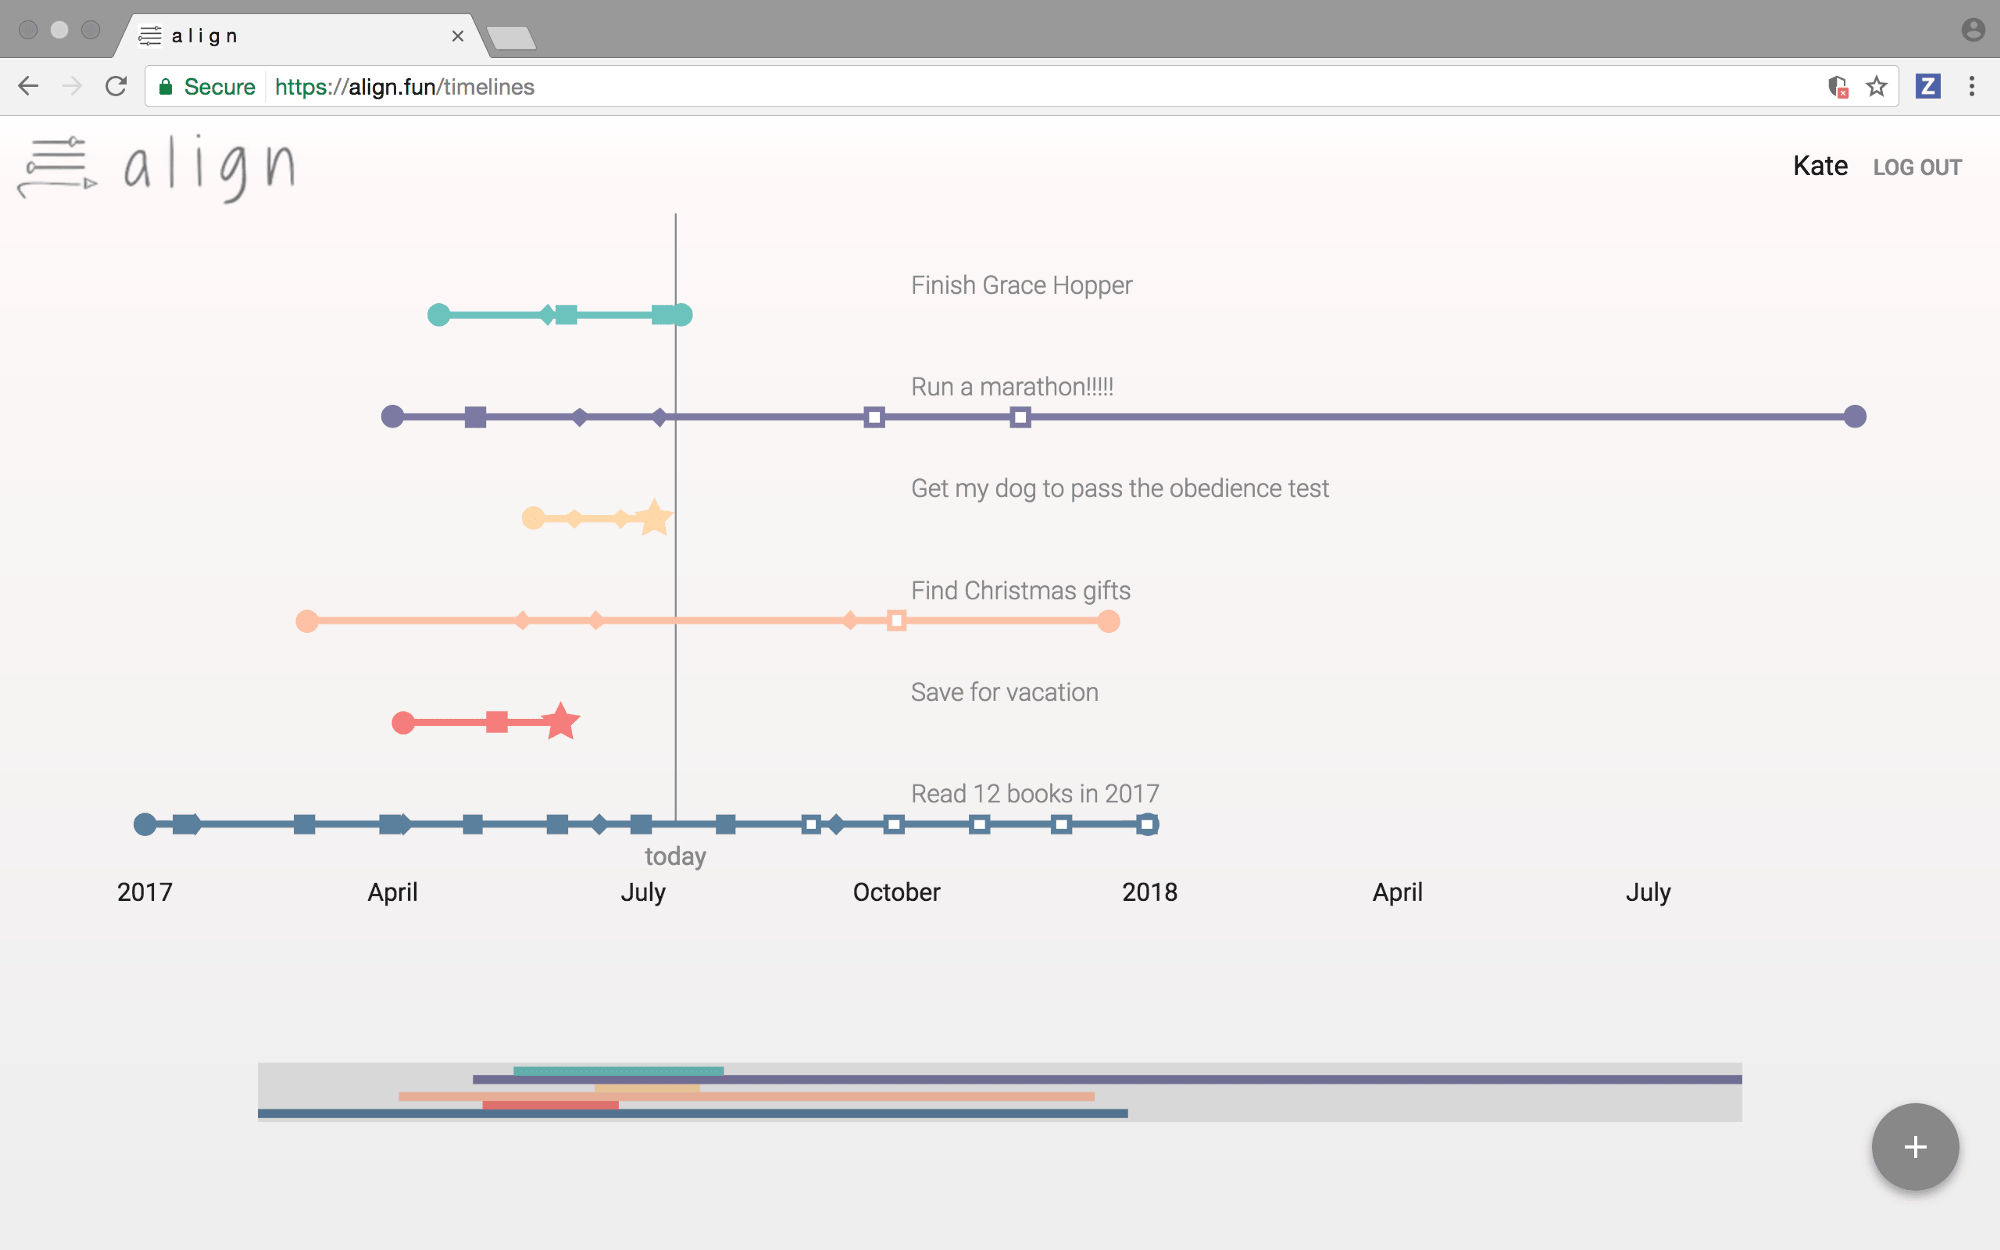 align
Secure https://align.fun/timelines
Z
align
Kate LOG OUT
Finish Grace Hopper
Run a marathon!!!!!
Get my dog to pass the obedience test
Find Christmas gifts
Save for vacation
Read 12 books in 2017
today
2017 April July October 2018 April July
+